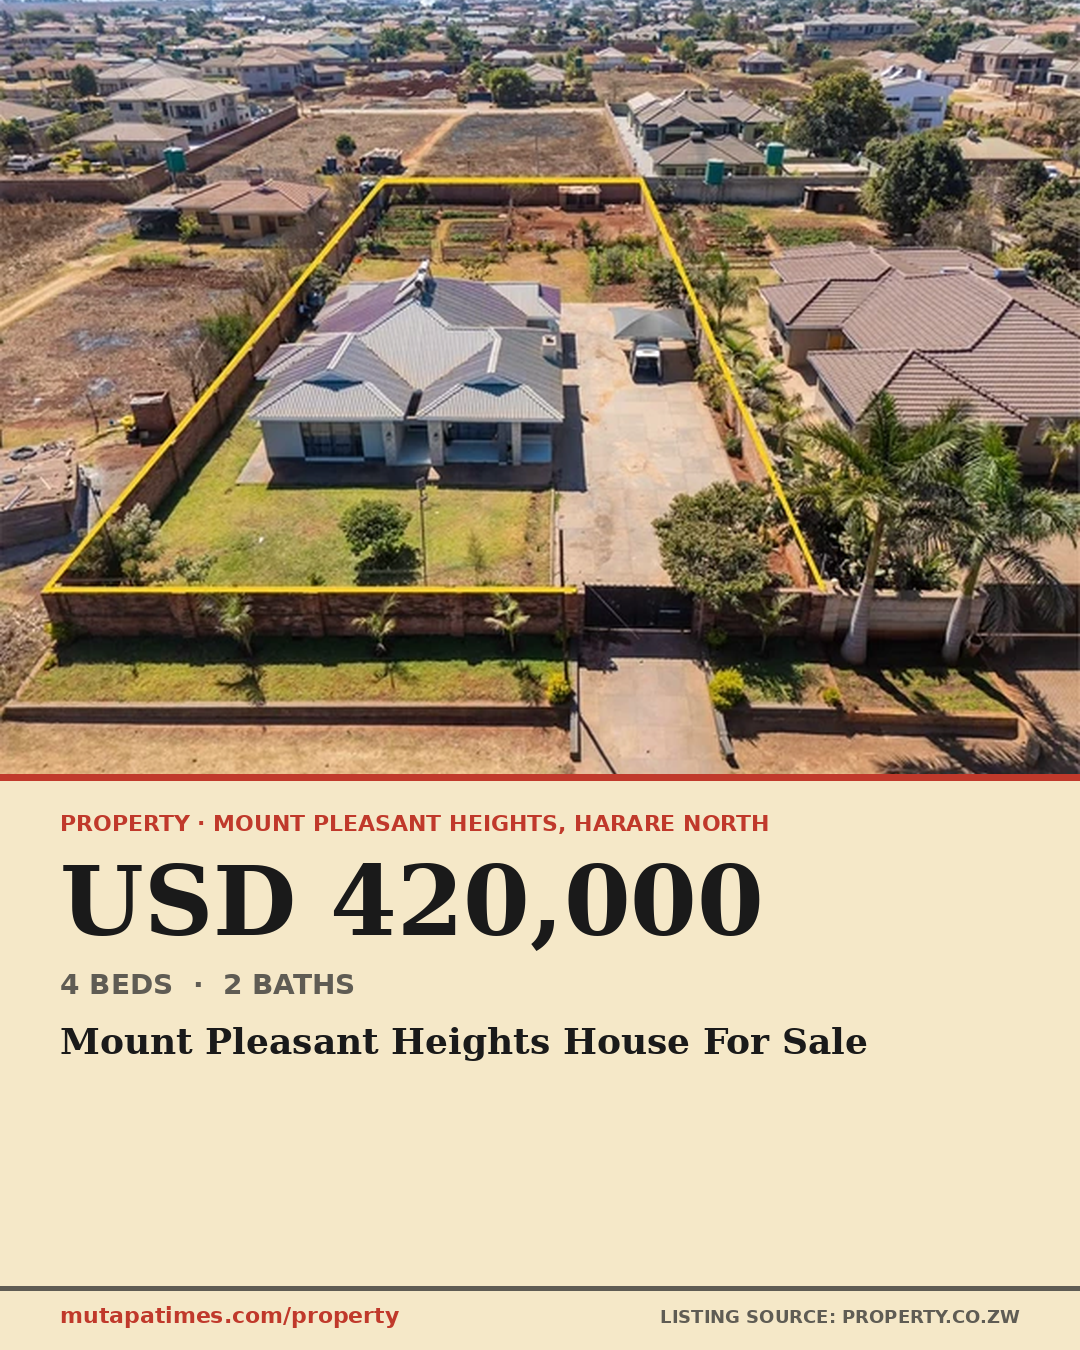 PROPERTY · MOUNT PLEASANT HEIGHTS, HARARE NORTH
USD 420,000
4 BEDS · 2 BATHS
Mount Pleasant Heights House For Sale
mutapatimes.com/property
LISTING SOURCE: PROPERTY.CO.ZW